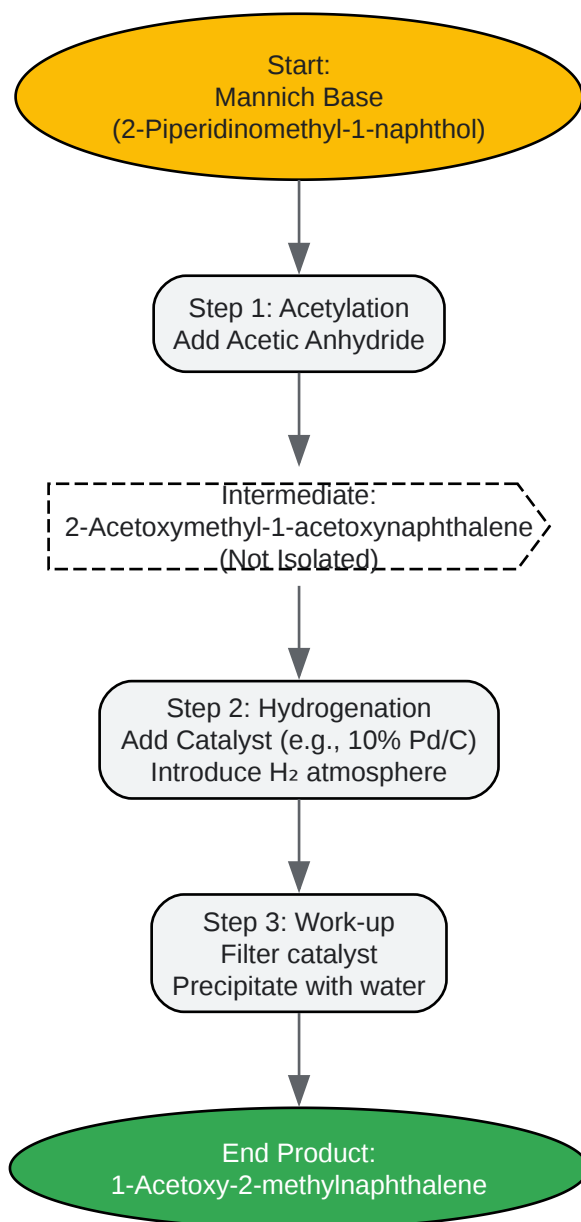 Start:
Mannich Base
(2-Piperidinomethyl-1-naphthol)
Step 1: Acetylation
Add Acetic Anhydride
Intermediate:
2-Acetoxymethyl-1-acetoxynaphthalene
(Not Isolated)
Step 2: Hydrogenation
Add Catalyst (e.g., 10% Pd/C)
Introduce H₂ atmosphere
Step 3: Work-up
Filter catalyst
Precipitate with water
End Product:
1-Acetoxy-2-methylnaphthalene